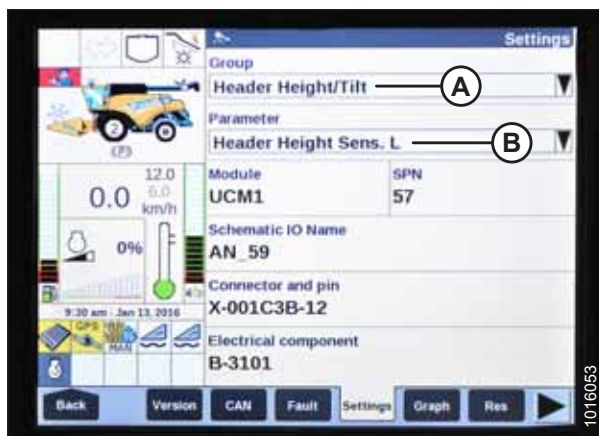 Settings
Group
Header Height/Tilt
A
Parameter
Header Height Sens. L
B
Module
SPN
UCM1
57
Schematic IO Name
AN_59
Connector and pin
X-001C3B-12
Electrical component
B-3101
2
(P)
12.0
6.0
0.0 km/h
0%
9:30 am - Jan 13, 2016
GPS
MAN
Back
Version
CAN
Fault
Settings
Graph
Res
1016053